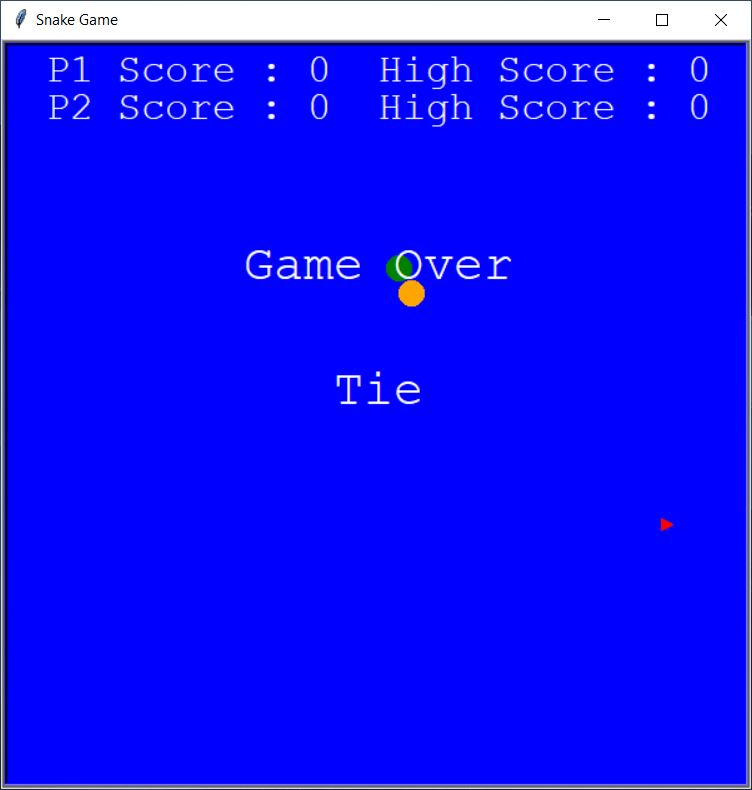 Snake Game
P1 Score : 0  High Score : 0
P2 Score : 0  High Score : 0
Game Over
Tie